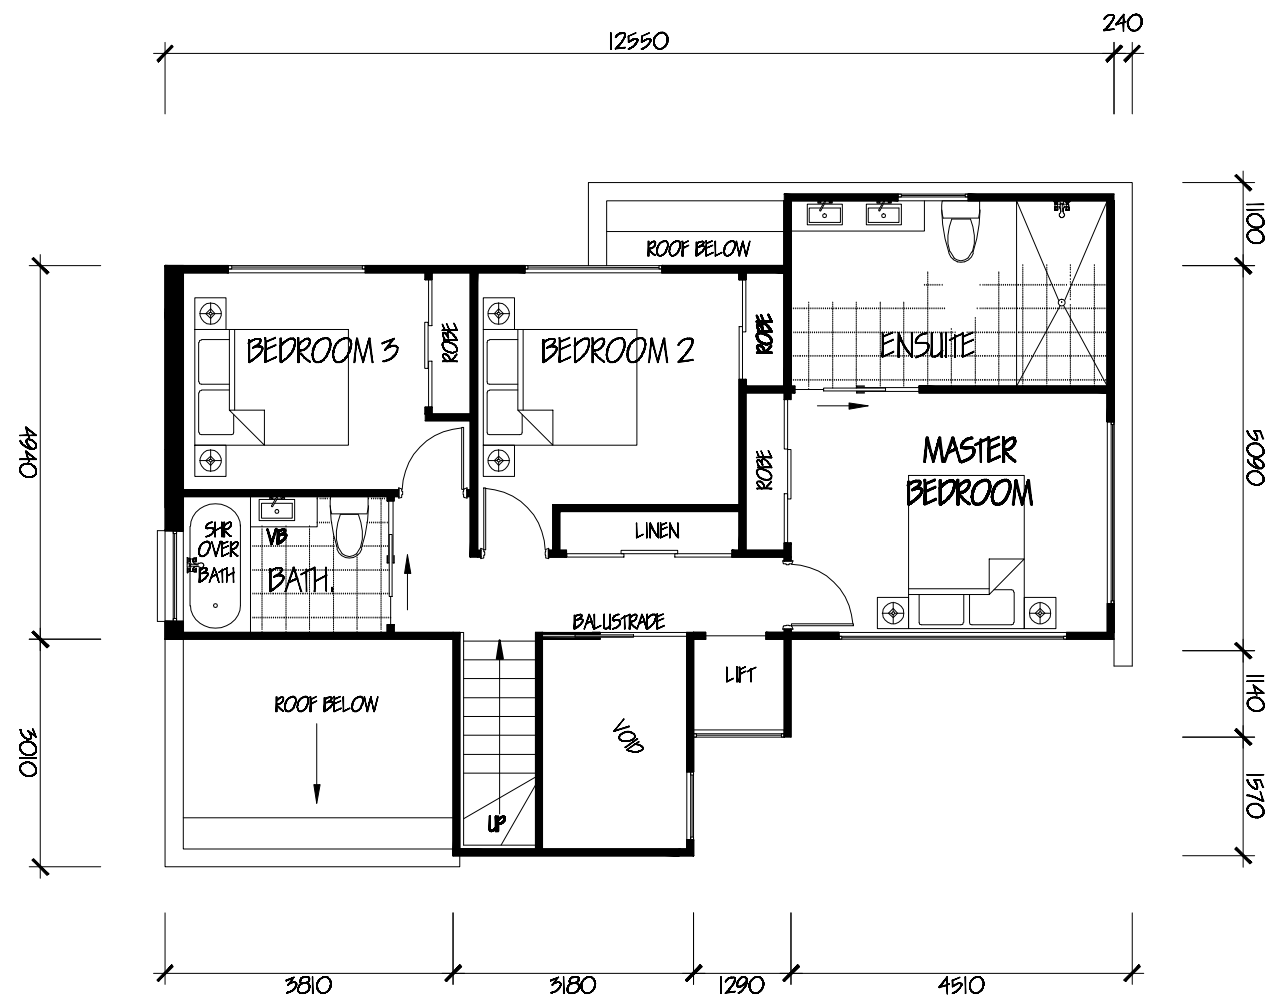 240
12550
1100
ROOF BELOW
BEDROOM 3
ROBE
BEDROOM 2
ROBE
ENSUITE
4940
5090
MASTER
BEDROOM
ROBE
SHR
OVER
BATH
VB
BATH.
LINEN
BALUSTRADE
LIFT
1140
ROOF BELOW
VOID
3010
1570
UP
3810
3180
1290
4510